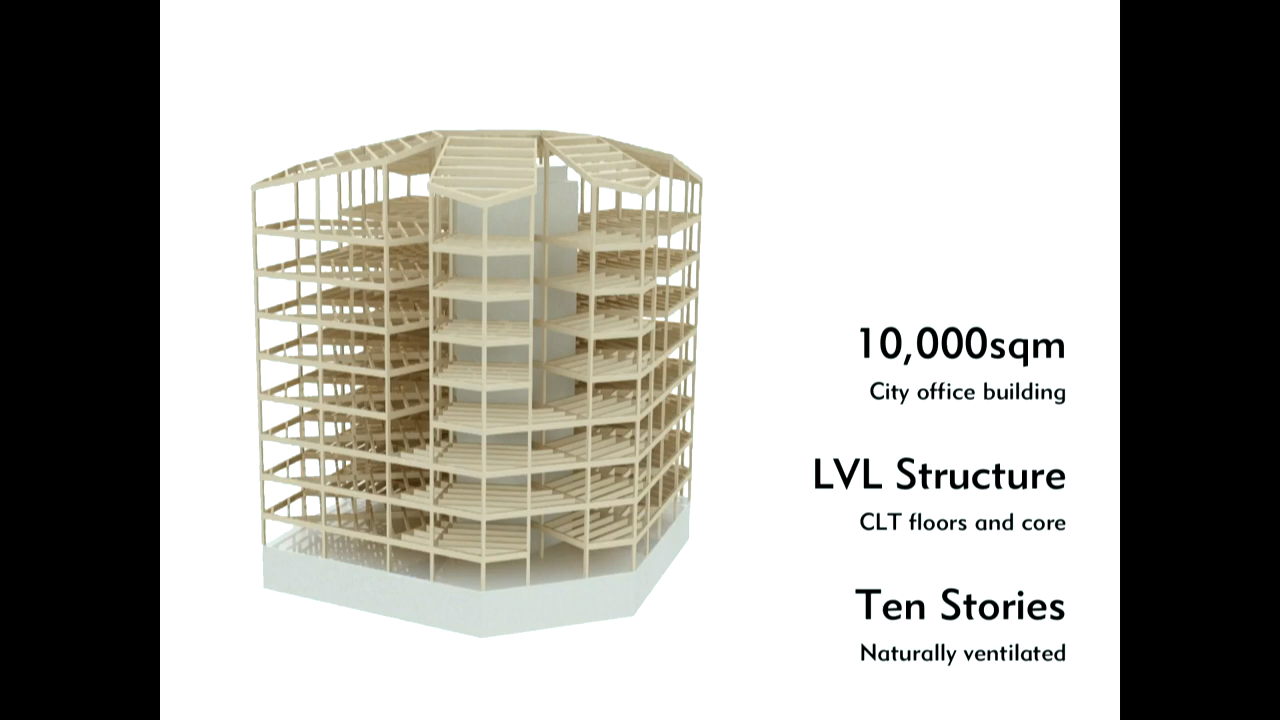 10,000sqm
City office building
LVL Structure
CLT floors and core
Ten Stories
Naturally ventilated